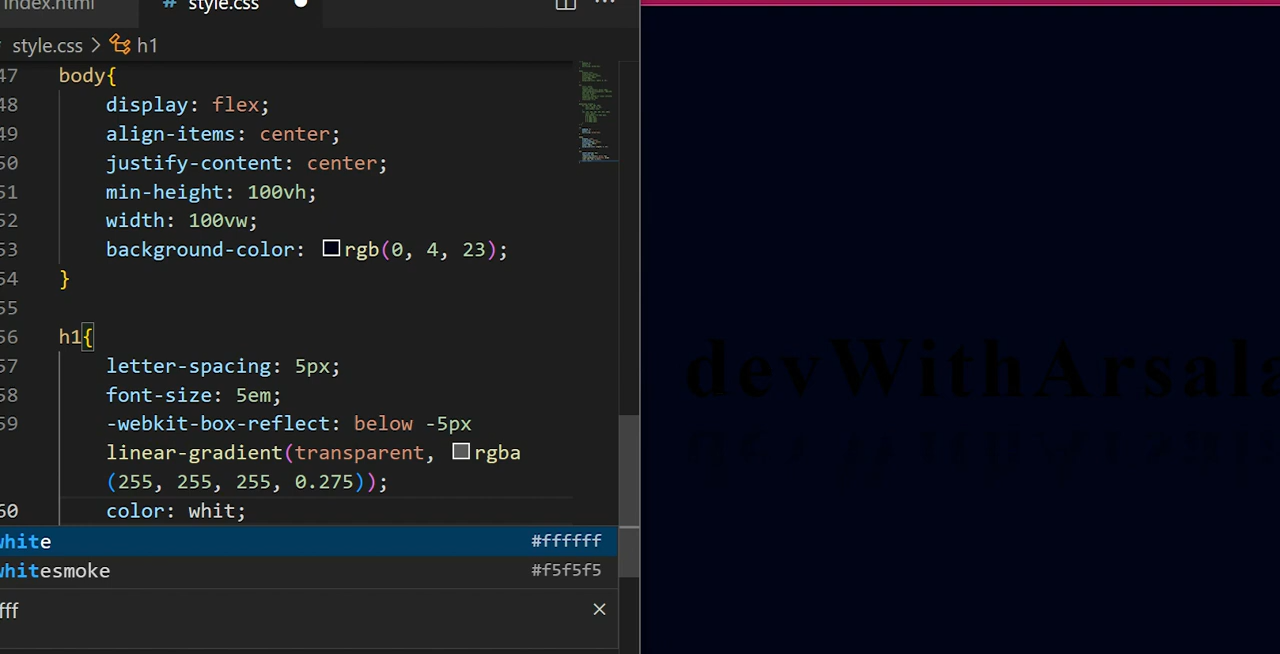 index.html
# style.css
style.css > h1
47 body{
48 display: flex;
49 align-items: center;
50 justify-content: center;
51 min-height: 100vh;
52 width: 100vw;
53 background-color: rgb(0, 4, 23);
54 }
55
56 h1{
57 letter-spacing: 5px;
58 font-size: 5em;
59 -webkit-box-reflect: below -5px
linear-gradient(transparent, rgba
(255, 255, 255, 0.275));
60 color: whit;
white #ffffff
whitesmoke #f5f5f5
fff
devWithArsala